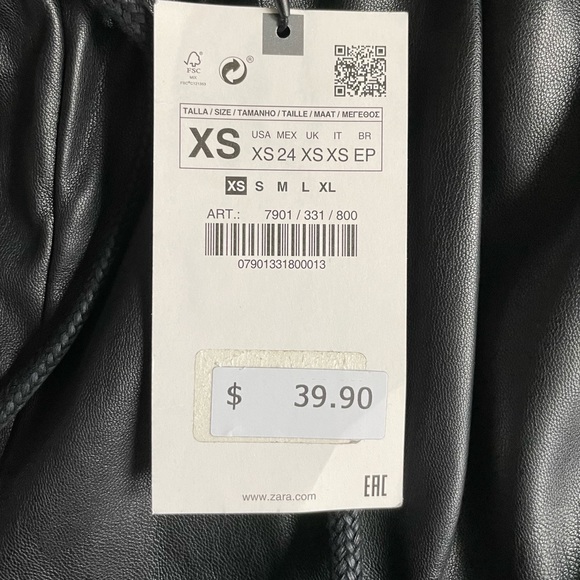 FSC
®
TALLA / SIZE / TAMANHO / TAILLE / MAAT / ΜΕΓΕΘΟΣ
XS USA MEX UK IT BR
XS 24 XS XS EP
XS S M L XL
ART.: 7901 / 331 / 800
07901331800013
$ 39.90
www.zara.com
EAC